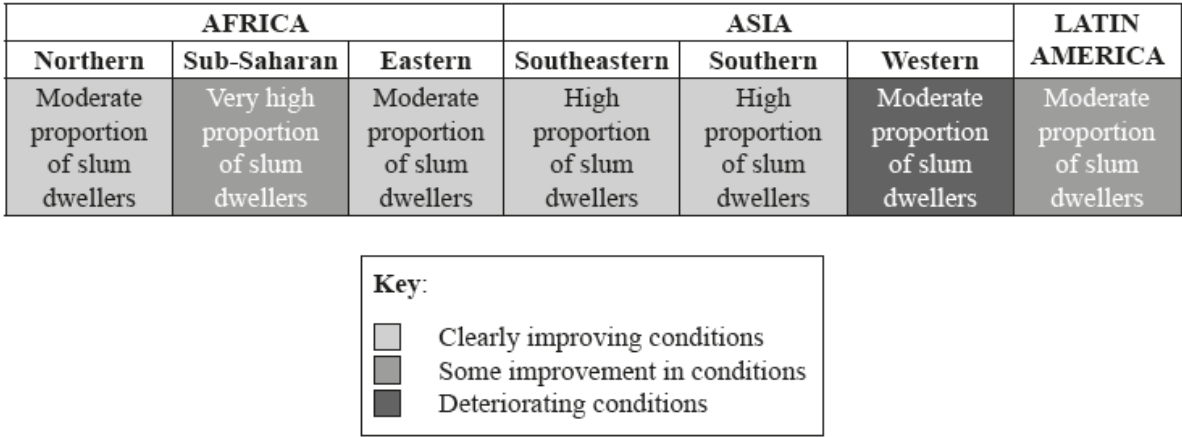 AFRICA
ASIA
LATIN
AMERICA
Northern
Sub-Saharan
Eastern
Southeastern
Southern
Western
Moderate
proportion
of slum
dwellers
Very high
proportion
of slum
dwellers
Moderate
proportion
of slum
dwellers
High
proportion
of slum
dwellers
High
proportion
of slum
dwellers
Moderate
proportion
of slum
dwellers
Moderate
proportion
of slum
dwellers
Key:
Clearly improving conditions
Some improvement in conditions
Deteriorating conditions